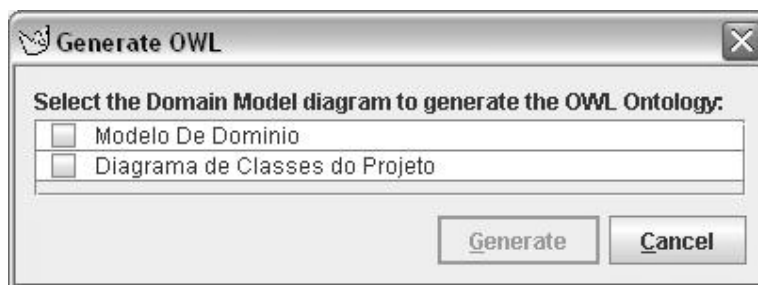 Generate OWL
Select the Domain Model diagram to generate the OWL Ontology:
Modelo De Dominio
Diagrama de Classes do Projeto
Generate Cancel